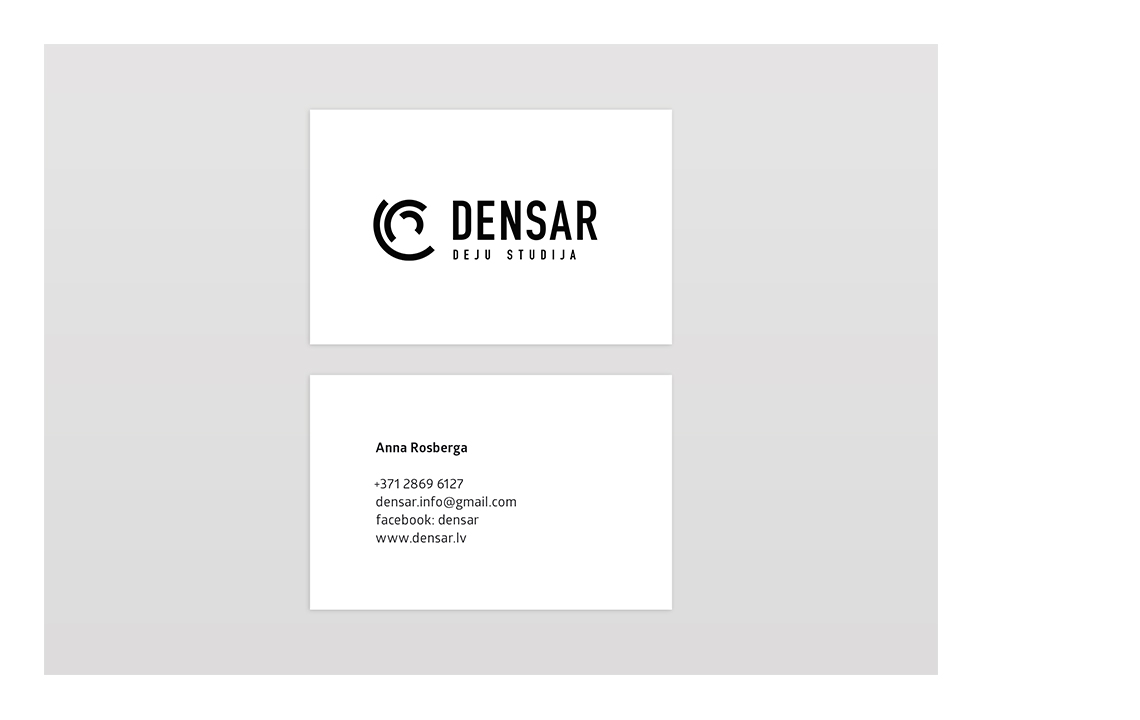 DENSAR
DEJU STUDIJA
Anna Rosberga
+371 2869 6127
densar.info@gmail.com
facebook: densar
www.densar.lv